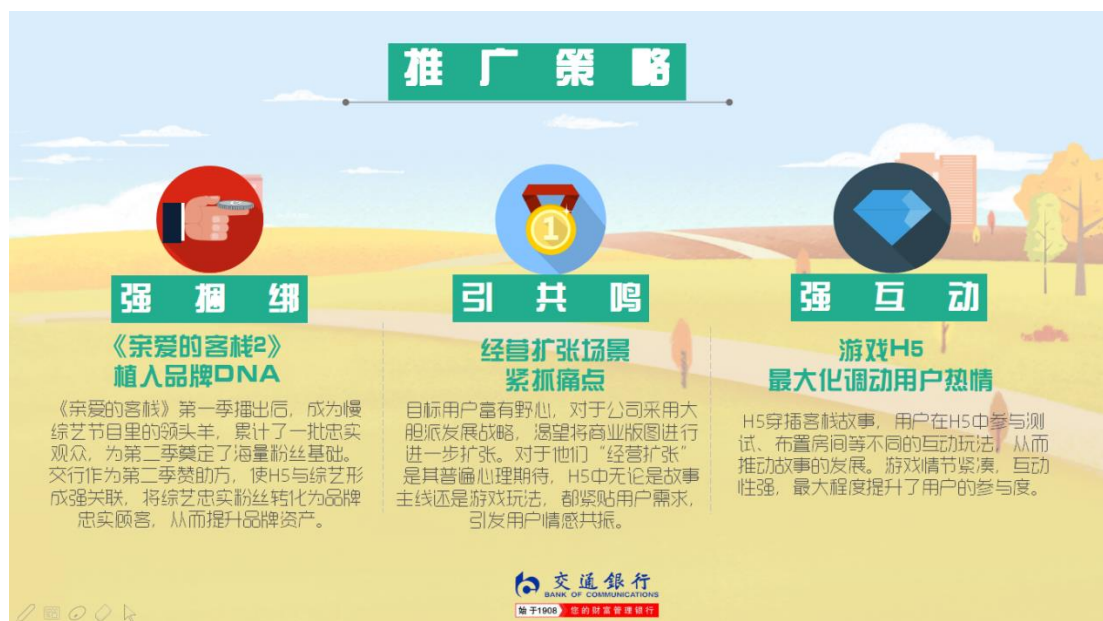 推广策略
强捆绑
《亲爱的客栈2》
植入品牌DNA
《亲爱的客栈》第一季播出后，成为慢
综艺节目里的领头羊，累计了一批忠实
观众，为第二季奠定了海量粉丝基础。
交行作为第二季赞助方，使H5与综艺形
成强关联，将综艺忠实粉丝转化为品牌
忠实顾客，从而提升品牌资产。
引共鸣
1
经营扩张场景
紧抓痛点
目标用户富有野心，对于公司采用大
胆派发展战略，渴望将商业版图进行
进一步扩张。对于他们“经营扩张”
是其普遍心理期待，H5中无论是故事
主线还是游戏玩法，都紧贴用户需求，
引发用户情感共振。
强互动
游戏H5
最大化调动用户热情
H5穿插客栈故事，用户在H5中参与测
试、布置房间等不同的互动玩法，从而
推动故事的发展。游戏情节紧凑，互动
性强，最大程度提升了用户的参与度。
交通銀行
BANK OF COMMUNICATIONS
始于1908 您的财富管理银行